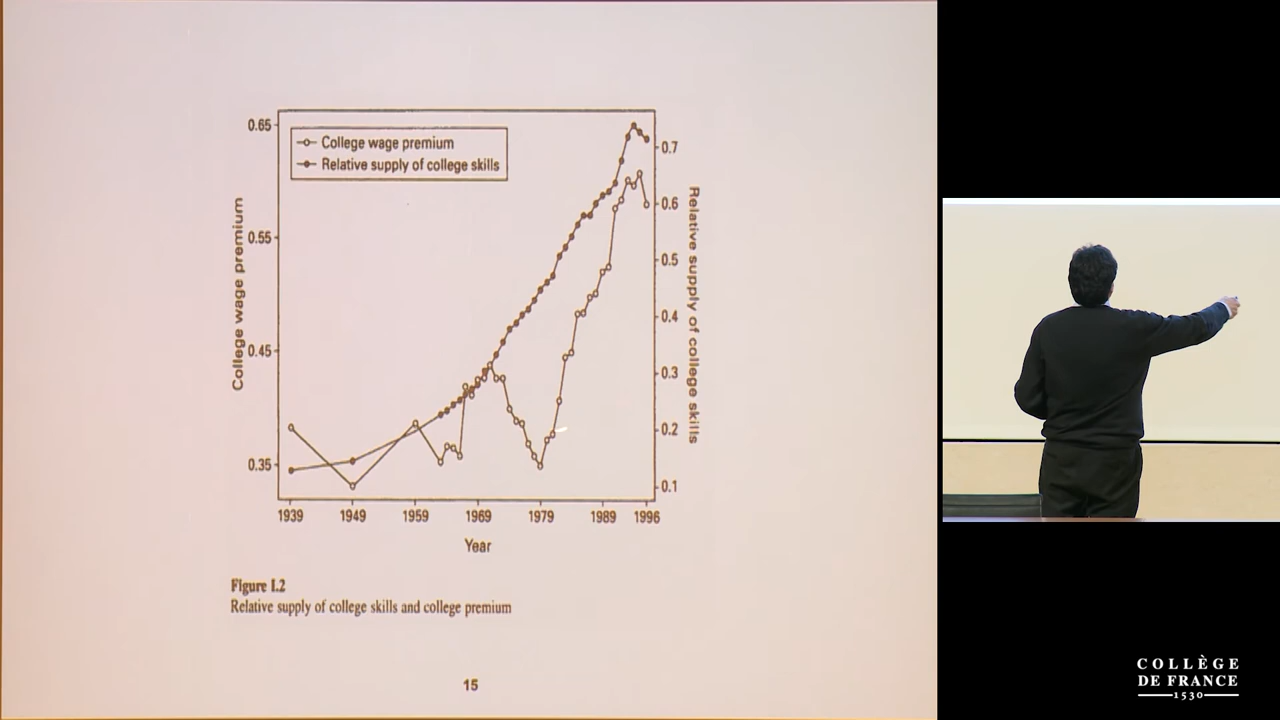 College wage premium
Relative supply of college skills
0.65
0.55
0.45
0.35
College wage premium
0.7
0.6
0.5
0.4
0.3
0.2
0.1
Relative supply of college skills
1939 1949 1959 1969 1979 1989 1996
Year
Figure I.2
Relative supply of college skills and college premium
15
COLLÈGE
DE FRANCE
1530